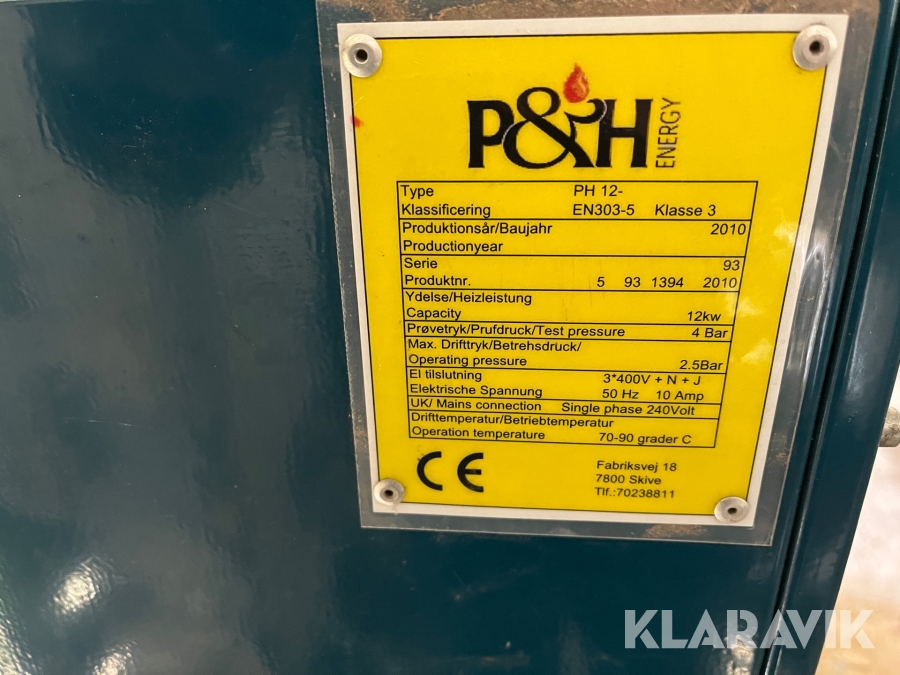 P&H ENERGY
Type PH 12-
Klassificering EN303-5 Klasse 3
Produktionsår/Baujahr 2010
Productionyear
Serie 93
Produktnr. 5 93 1394 2010
Ydelse/Heizleistung
Capacity 12kw
Prøvetryk/Prufdruck/Test pressure 4 Bar
Max. Drifttryk/Betrehsdruck/
Operating pressure 2.5Bar
El tilslutning 3*400V + N + J
Elektrische Spannung 50 Hz 10 Amp
UK/ Mains connection Single phase 240Volt
Drifttemperatur/Betriebtemperatur
Operation temperature 70-90 grader C
CE
Fabriksvej 18
7800 Skive
Tlf.:70238811
KLARAVIK